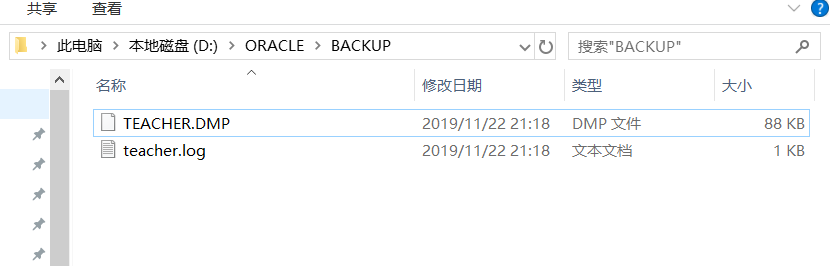 共享 查看
此电脑 本地磁盘 (D:) ORACLE BACKUP 搜索"BACKUP"
名称 修改日期 类型 大小
TEACHER.DMP 2019/11/22 21:18 DMP 文件 88 KB
teacher.log 2019/11/22 21:18 文本文档 1 KB